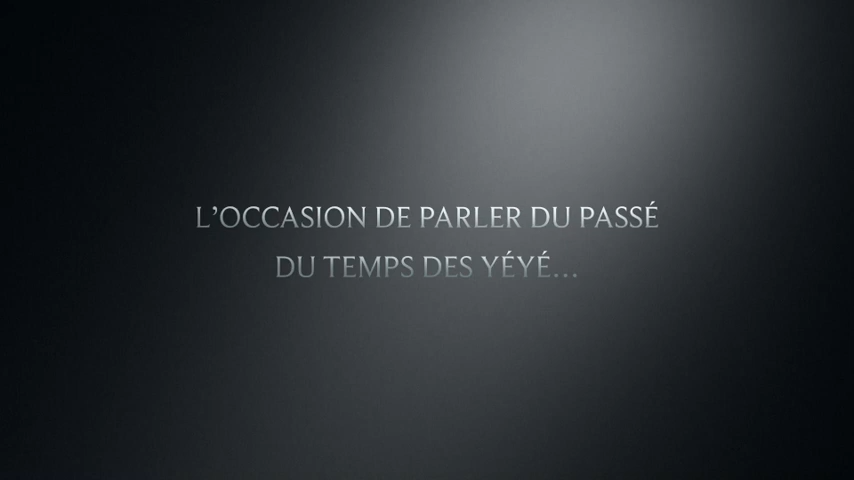 L’OCCASION DE PARLER DU PASSÉ
DU TEMPS DES YÉYÉ...